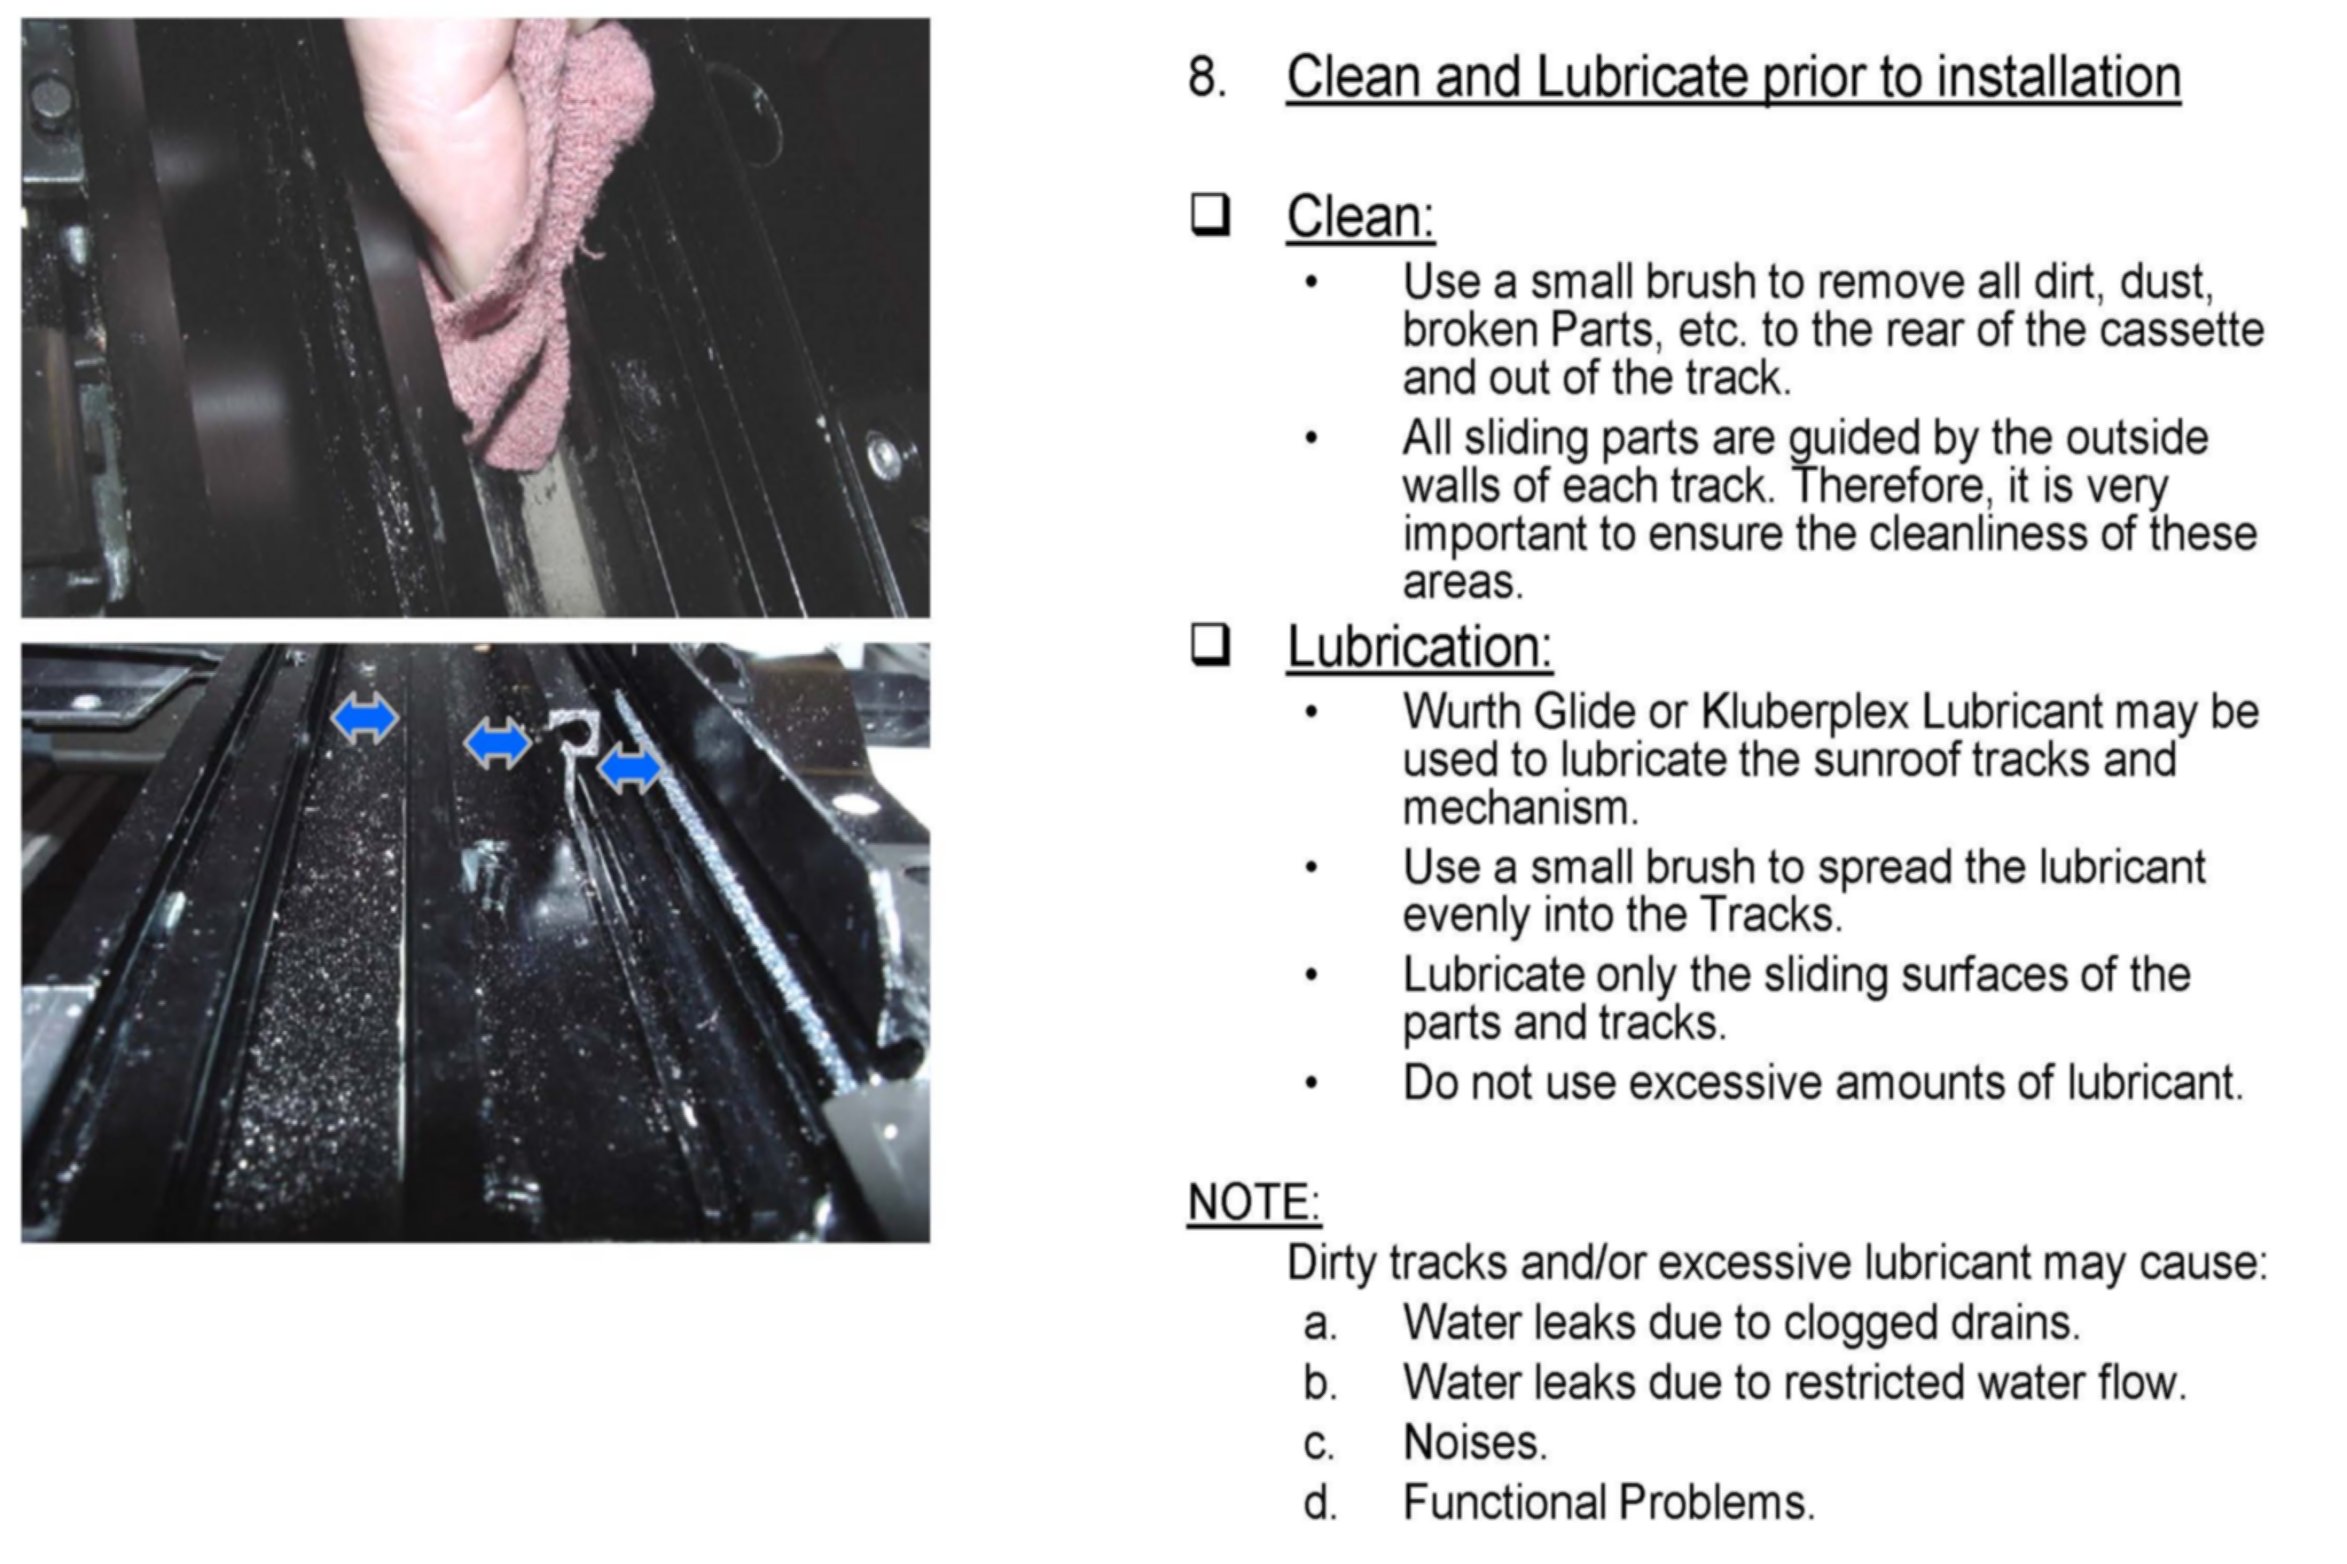 8. Clean and Lubricate prior to installation
❑ Clean:
• Use a small brush to remove all dirt, dust,
broken Parts, etc. to the rear of the cassette
and out of the track.
• All sliding parts are guided by the outside
walls of each track. Therefore, it is very
important to ensure the cleanliness of these
areas.
❑ Lubrication:
• Wurth Glide or Kluberplex Lubricant may be
used to lubricate the sunroof tracks and
mechanism.
• Use a small brush to spread the lubricant
evenly into the Tracks.
• Lubricate only the sliding surfaces of the
parts and tracks.
• Do not use excessive amounts of lubricant.
NOTE:
Dirty tracks and/or excessive lubricant may cause:
a. Water leaks due to clogged drains.
b. Water leaks due to restricted water flow.
c. Noises.
d. Functional Problems.